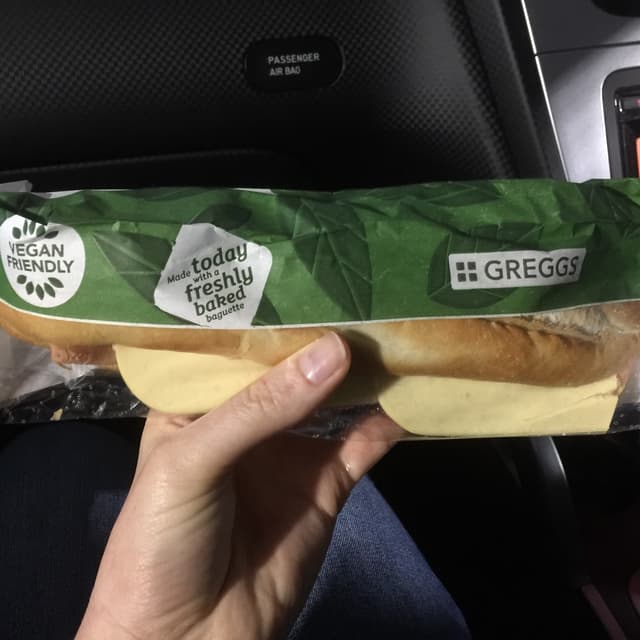 PASSENGER
AIR BAG
VEGAN
FRIENDLY
Made today
with a
freshly
baked
baguette
GREGGS